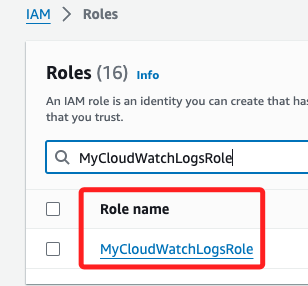 IAM > Roles
Roles (16) Info
An IAM role is an identity you can create that ha
that you trust.
MyCloudWatchLogsRole
Role name
MyCloudWatchLogsRole